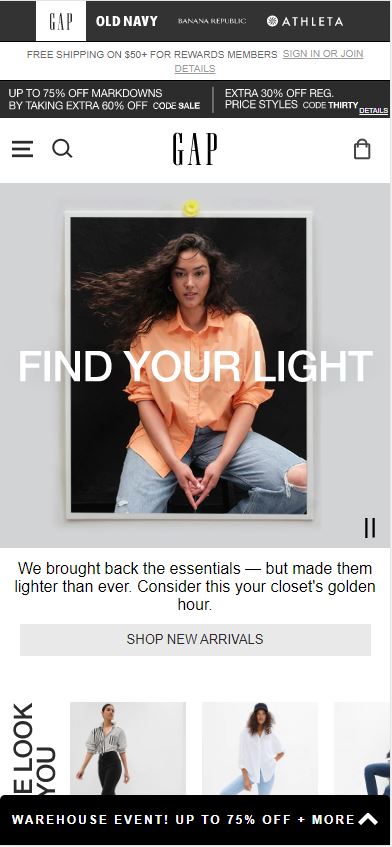 GAP OLD NAVY BANANA REPUBLIC ATHLETA
FREE SHIPPING ON $50+ FOR REWARDS MEMBERS SIGN IN OR JOIN
DETAILS
UP TO 75% OFF MARKDOWNS
BY TAKING EXTRA 60% OFF CODE SALE
EXTRA 30% OFF REG.
PRICE STYLES CODE THIRTY DETAILS
GAP
FIND YOUR LIGHT
We brought back the essentials — but made them
lighter than ever. Consider this your closet's golden
hour.
SHOP NEW ARRIVALS
E LOOK
YOU
WAREHOUSE EVENT! UP TO 75% OFF + MORE